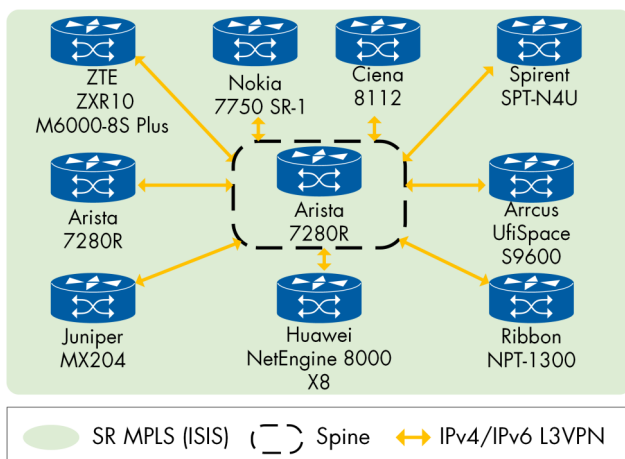 ZTE
ZXR10
M6000-8S Plus
Nokia
7750 SR-1
Ciena
8112
Spirent
SPT-N4U
Arista
7280R
Arista
7280R
Arrcus
UfiSpace
S9600
Juniper
MX204
Huawei
NetEngine 8000
X8
Ribbon
NPT-1300
SR MPLS (ISIS)
Spine
IPv4/IPv6 L3VPN